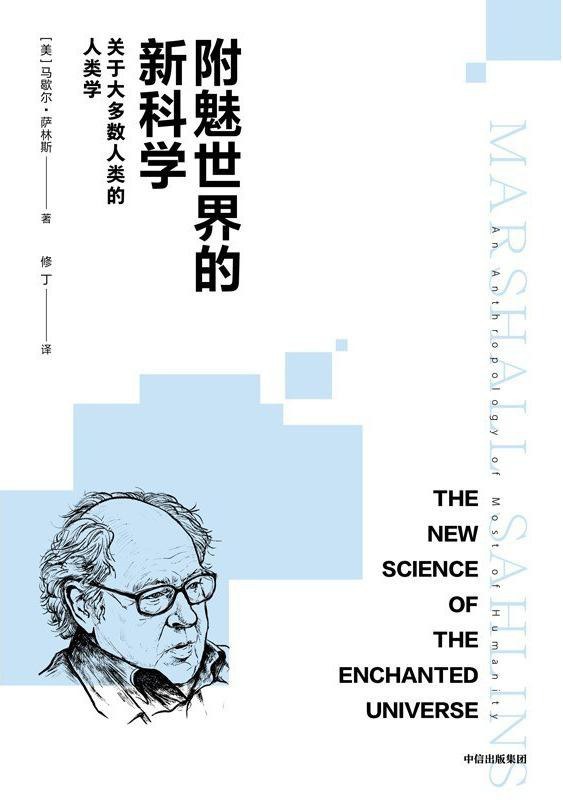 附魅世界的
新科学
关于大多数人类的
人类学
[美]马歇尔·萨林斯
著
修丁
译
MARSHALL SAHLINS
An Anthropology of Most of Humanity
THE
NEW
SCIENCE
OF
THE
ENCHANTED
UNIVERSE
中信出版集团